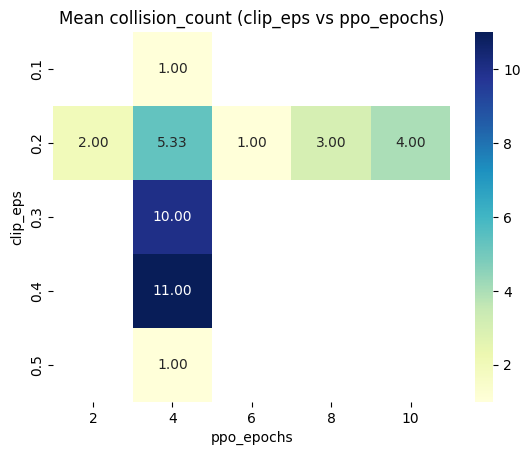 Mean collision_count (clip_eps vs ppo_epochs)
clip_eps
0.1
0.2
0.3
0.4
0.5
1.00
2.00 5.33 1.00 3.00 4.00
10.00
11.00
1.00
2 4 6 8 10
ppo_epochs
10
8
6
4
2